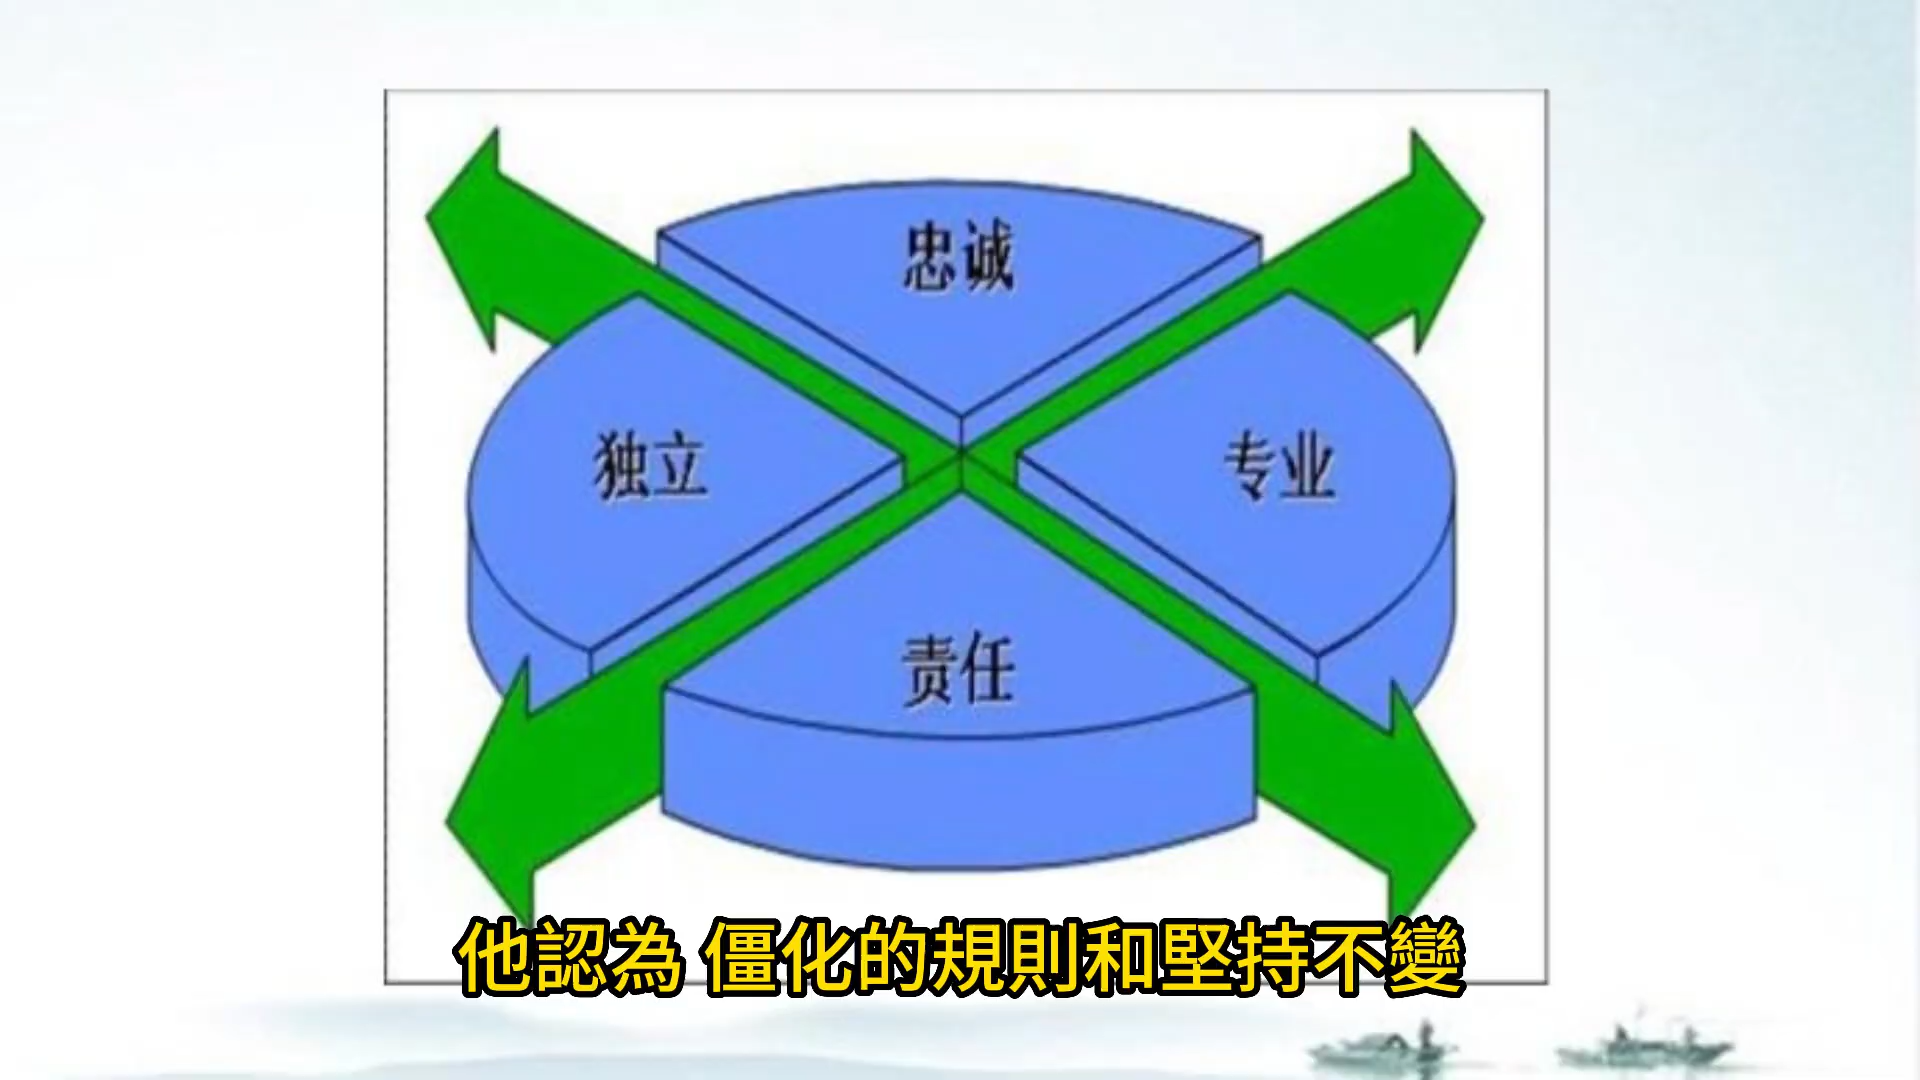 忠诚
独立
专业
责任
他認為 僵化的規則和堅持不變